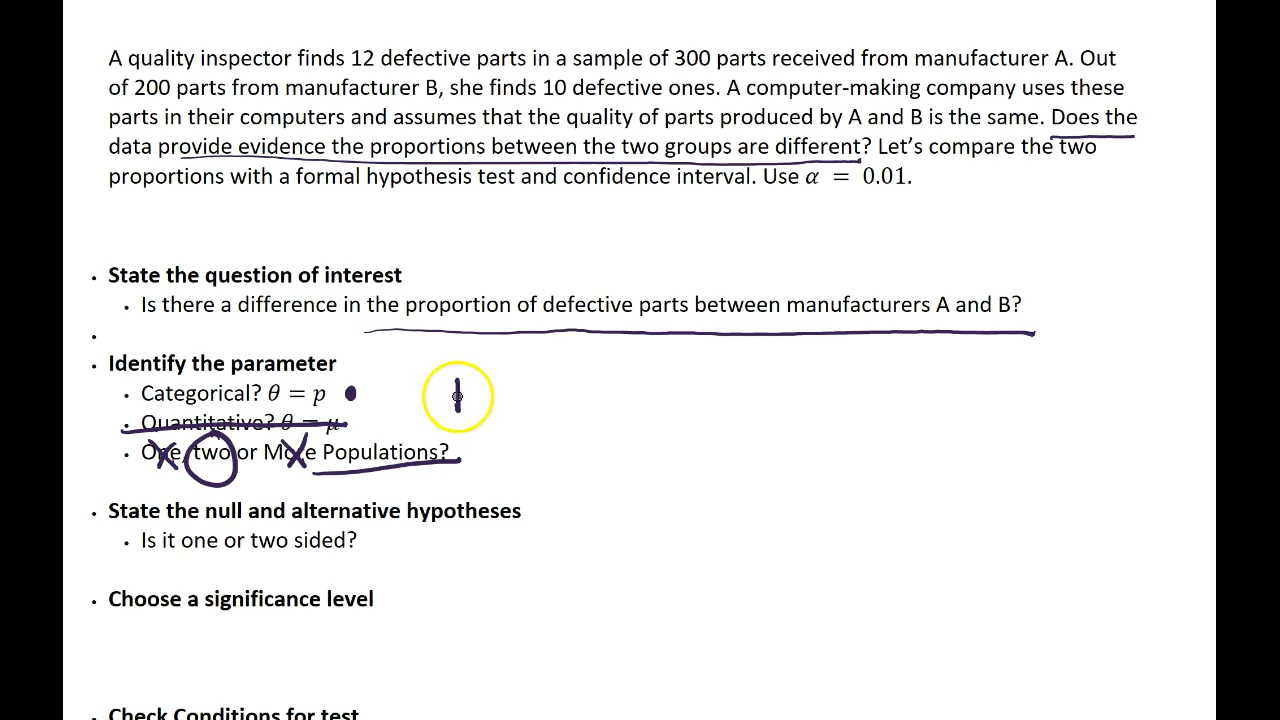 A quality inspector finds 12 defective parts in a sample of 300 parts received from manufacturer A. Out
of 200 parts from manufacturer B, she finds 10 defective ones. A computer-making company uses these
parts in their computers and assumes that the quality of parts produced by A and B is the same. Does the
data provide evidence the proportions between the two groups are different? Let’s compare the two
proportions with a formal hypothesis test and confidence interval. Use α = 0.01.
• State the question of interest
• Is there a difference in the proportion of defective parts between manufacturers A and B?
•
• Identify the parameter
• Categorical? θ = p
• Quantitative? θ = μ
• One, two or More Populations?
• State the null and alternative hypotheses
• Is it one or two sided?
• Choose a significance level
• Check Conditions for test